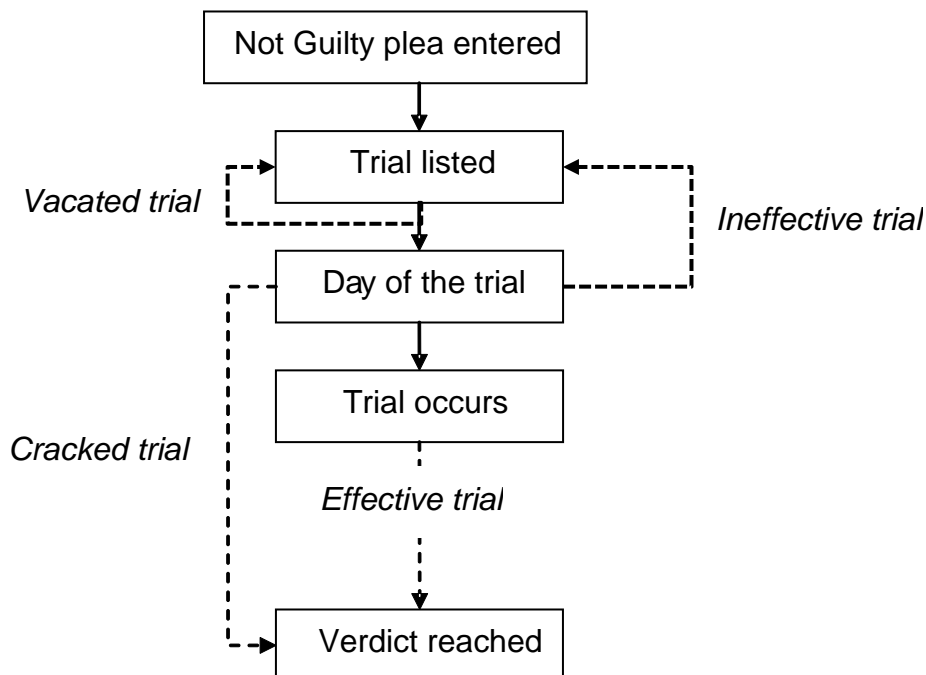 Not Guilty plea entered
Trial listed
Vacated trial
Ineffective trial
Day of the trial
Trial occurs
Cracked trial
Effective trial
Verdict reached